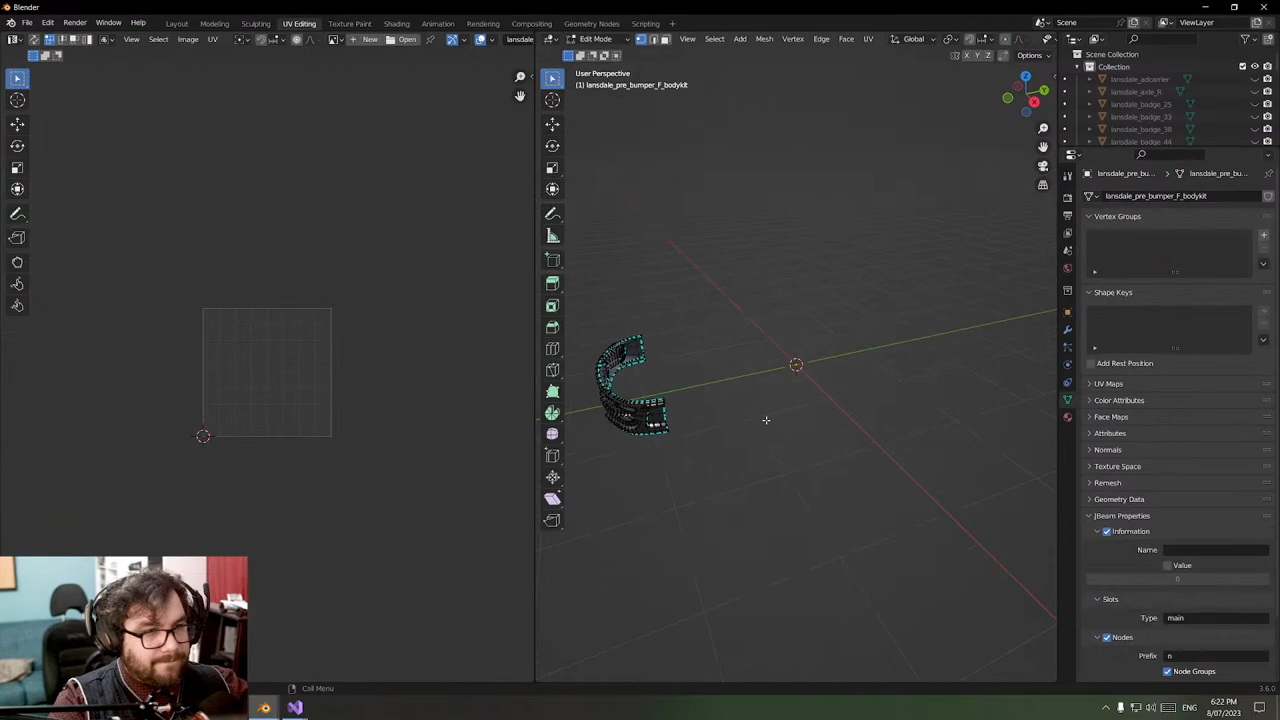 Blender
File Edit Render Window Help Layout Modeling Sculpting UV Editing Texture Paint Shading Animation Rendering Compositing Geometry Nodes Scripting + Scene ViewLayer
View Select Image UV New Open lansdale
Edit Mode View Select Add Mesh Vertex Edge Face UV Global
X Y Z Options
User Perspective
(1) lansdale_pre_bumper_F_bodykit
Z
Y
X
Scene Collection
Collection
lansdale_adcarrier
lansdale_axle_R
lansdale_badge_25
lansdale_badge_33
lansdale_badge_38
lansdale_badge_44
lansdale_pre_bu... > lansdale_pre_bu...
lansdale_pre_bumper_F_bodykit
Vertex Groups
Shape Keys
Add Rest Position
UV Maps
Color Attributes
Face Maps
Attributes
Normals
Texture Space
Remesh
Geometry Data
JBeam Properties
Information
Name
Value
0
Slots
Type main
Nodes
Prefix n
Node Groups
Call Menu
3.6.0
ENG
6:22 PM
8/07/2023